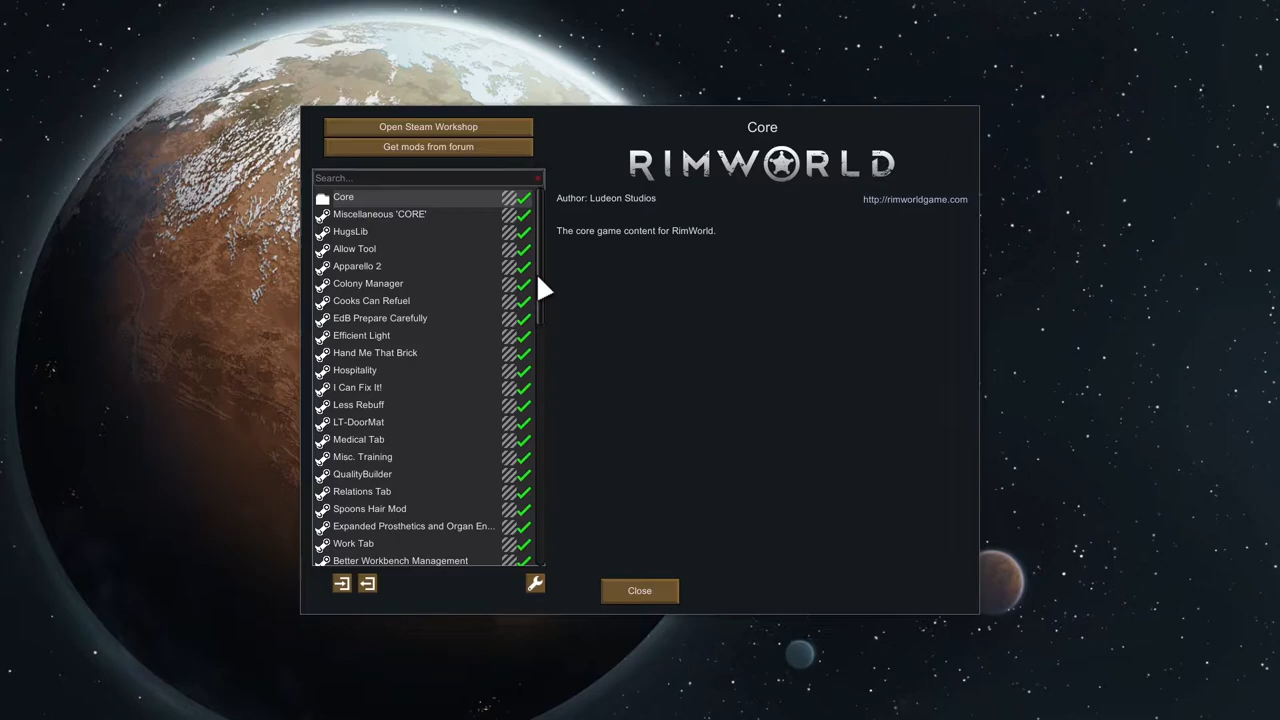 Open Steam Workshop
Get mods from forum
Search...
Core
Miscellaneous 'CORE'
HugsLib
Allow Tool
Apparello 2
Colony Manager
Cooks Can Refuel
EdB Prepare Carefully
Efficient Light
Hand Me That Brick
Hospitality
I Can Fix It!
Less Rebuff
LT-DoorMat
Medical Tab
Misc. Training
QualityBuilder
Relations Tab
Spoons Hair Mod
Expanded Prosthetics and Organ En...
Work Tab
Better Workbench Management
Core
RIMWORLD
Author: Ludeon Studios
http://rimworldgame.com
The core game content for RimWorld.
Close